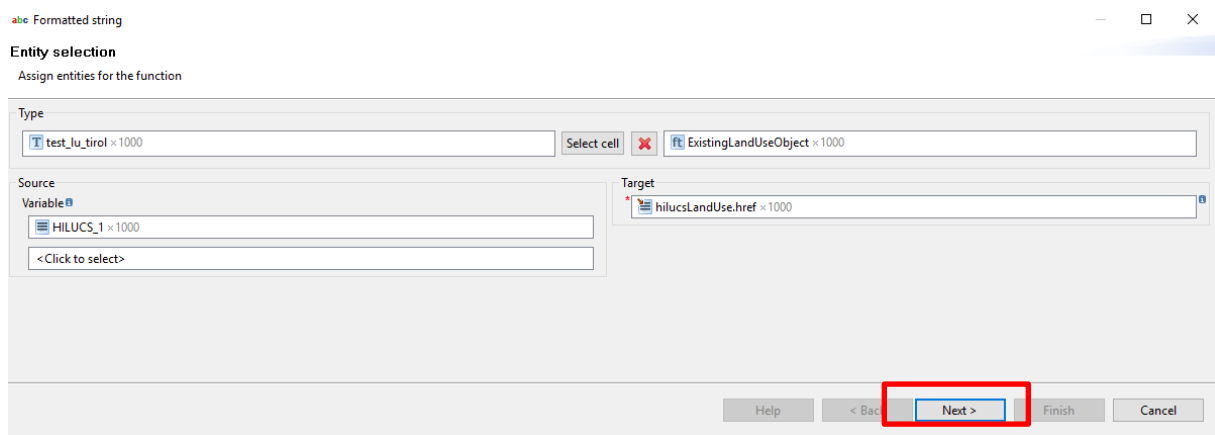 abc Formatted string
Entity selection
Assign entities for the function
Type
T test_lu_tirol ×1000
Select cell
ft ExistingLandUseObject ×1000
Source
Target
Variable
* hilucsLandUse.href ×1000
HILUCS_1 ×1000
<Click to select>
Help
< Back
Next >
Finish
Cancel